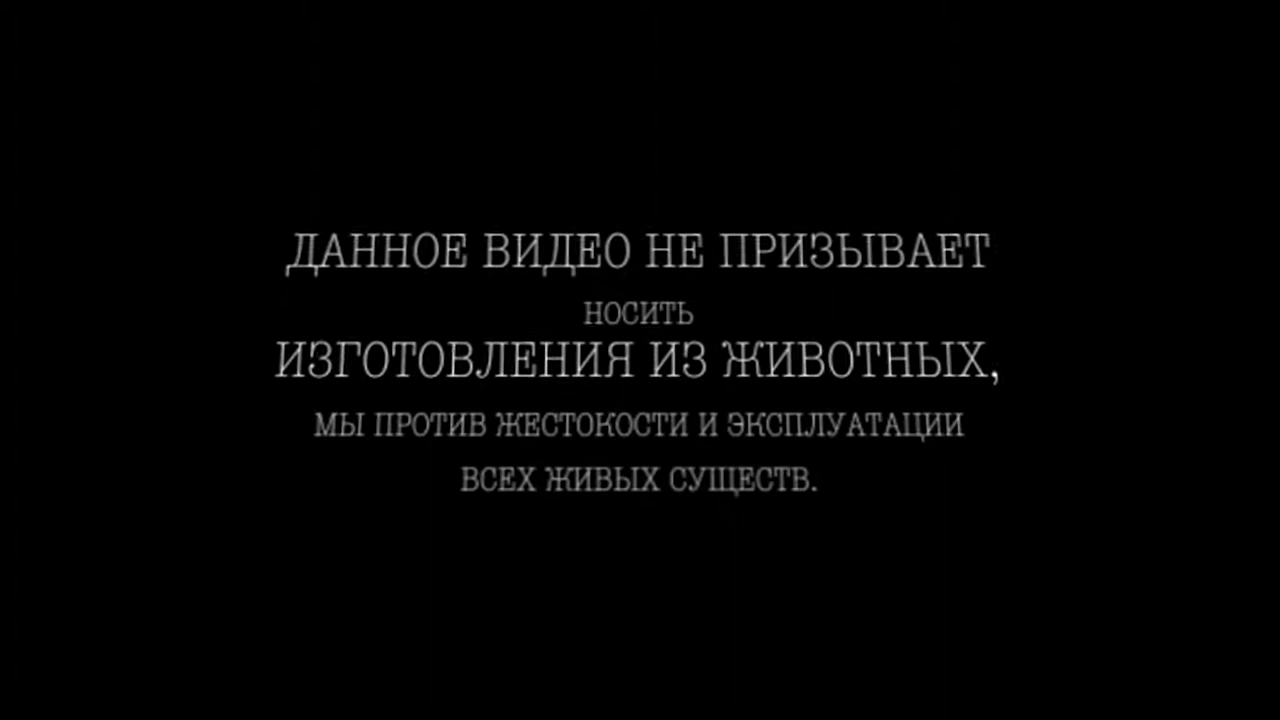 ДАННОЕ ВИДЕО НЕ ПРИЗЫВАЕТ
НОСИТЬ
ИЗГОТОВЛЕНИЯ ИЗ ЖИВОТНЫХ,
МЫ ПРОТИВ ЖЕСТОКОСТИ И ЭКСПЛУАТАЦИИ
ВСЕХ ЖИВЫХ СУЩЕСТВ.